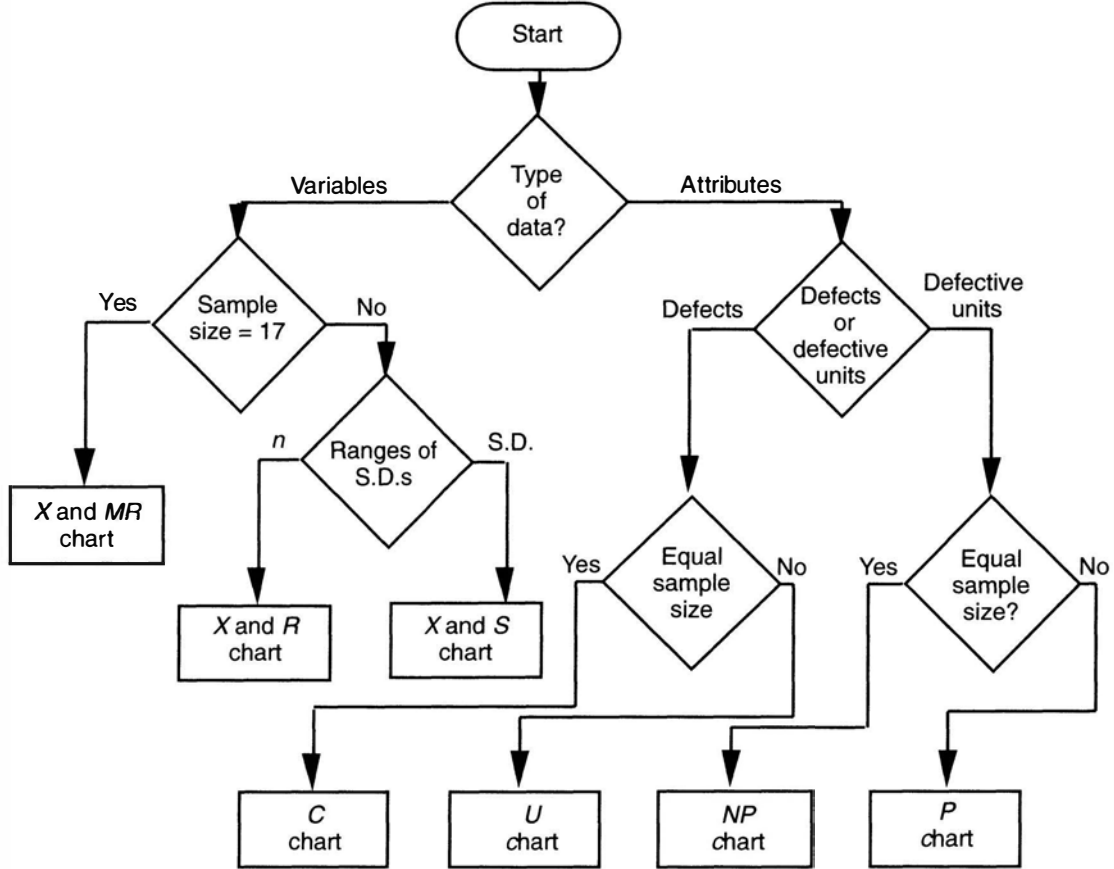 Start
Type
of
data?
Variables
Attributes
Sample
size = 17
Yes
No
Defects
or
defective
units
Defects
Defective
units
Ranges of
S.D.s
n
S.D.
X and MR
chart
X and R
chart
X and S
chart
Equal
sample
size
Yes
No
Equal
sample
size?
Yes
No
C
chart
U
chart
NP
chart
P
chart